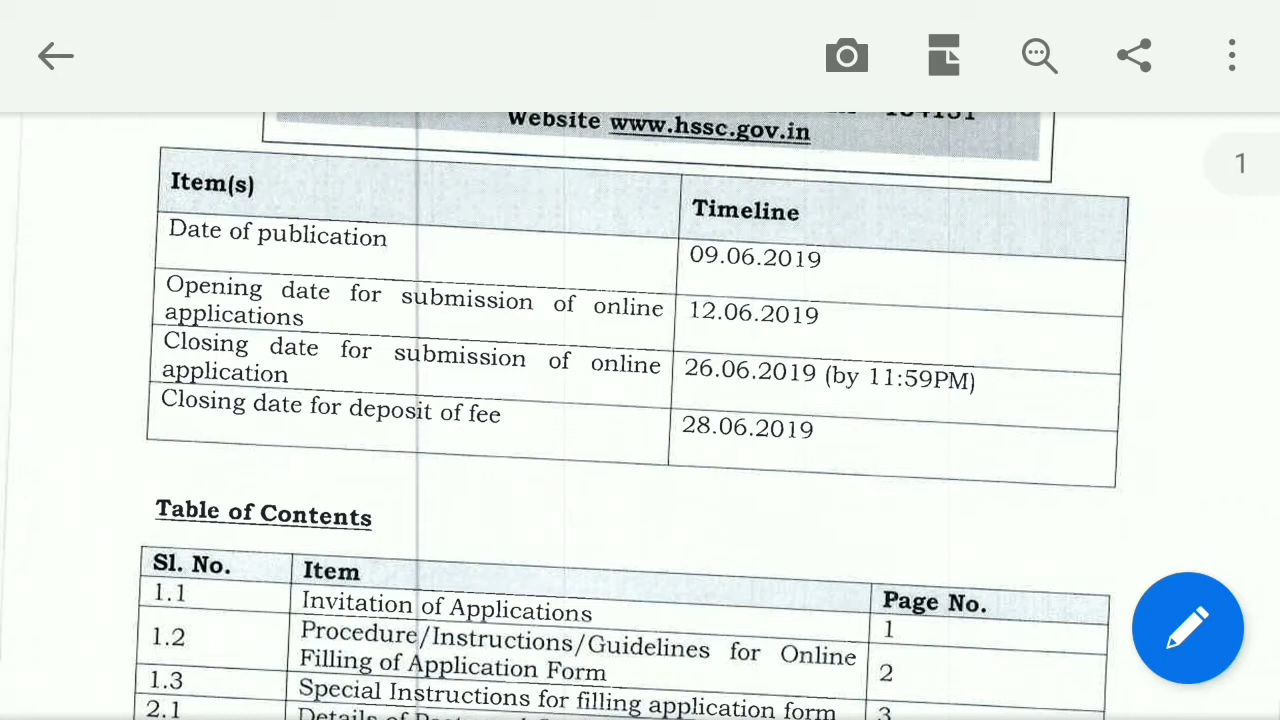 Website www.hssc.gov.in
1
Item(s) Timeline
Date of publication 09.06.2019
Opening date for submission of online
applications 12.06.2019
Closing date for submission of online
application 26.06.2019 (by 11:59PM)
Closing date for deposit of fee 28.06.2019
Table of Contents
Sl. No. Item Page No.
1.1 Invitation of Applications 1
1.2 Procedure/Instructions/Guidelines for Online
Filling of Application Form 2
1.3 Special Instructions for filling application form 3
2.1 Details of